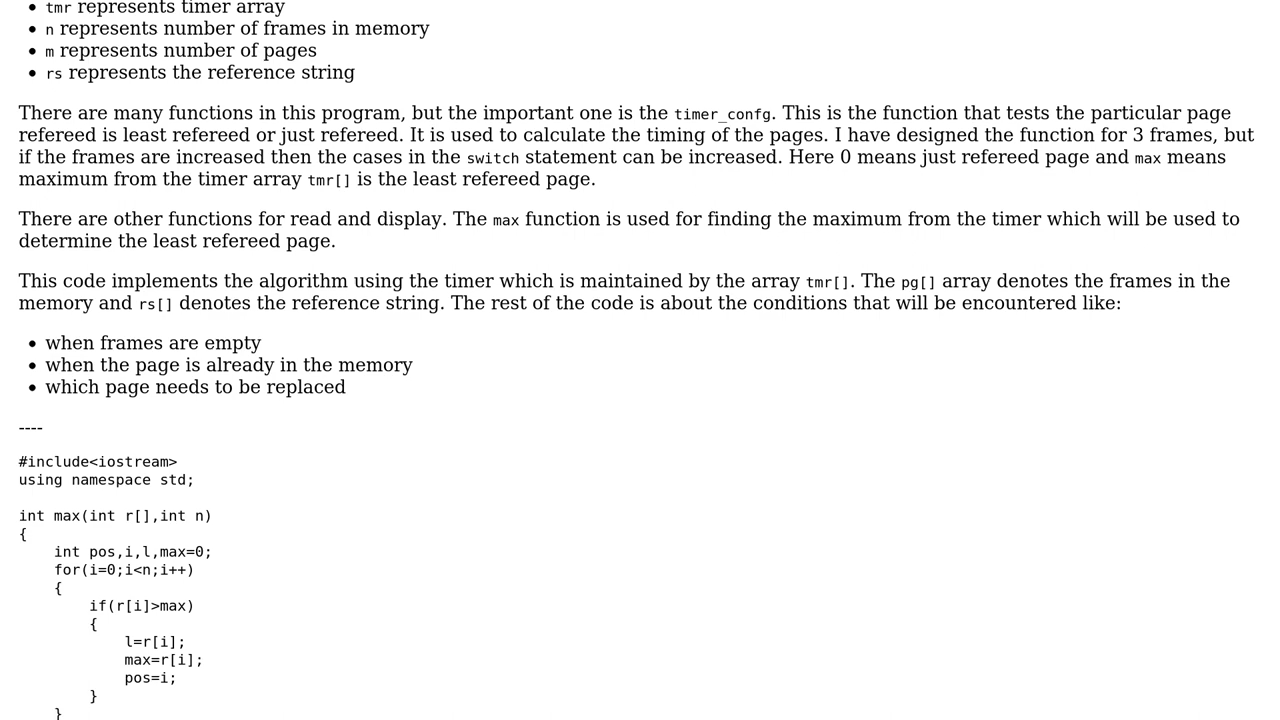 • tmr represents timer array
• n represents number of frames in memory
• m represents number of pages
• rs represents the reference string
There are many functions in this program, but the important one is the timer_confg. This is the function that tests the particular page
refereed is least refereed or just refereed. It is used to calculate the timing of the pages. I have designed the function for 3 frames, but
if the frames are increased then the cases in the switch statement can be increased. Here 0 means just refereed page and max means
maximum from the timer array tmr[] is the least refereed page.
There are other functions for read and display. The max function is used for finding the maximum from the timer which will be used to
determine the least refereed page.
This code implements the algorithm using the timer which is maintained by the array tmr[]. The pg[] array denotes the frames in the
memory and rs[] denotes the reference string. The rest of the code is about the conditions that will be encountered like:
• when frames are empty
• when the page is already in the memory
• which page needs to be replaced
----
#include<iostream>
using namespace std;
int max(int r[],int n)
{
    int pos,i,l,max=0;
    for(i=0;i<n;i++)
    {
        if(r[i]>max)
        {
            l=r[i];
            max=r[i];
            pos=i;
        }
    }